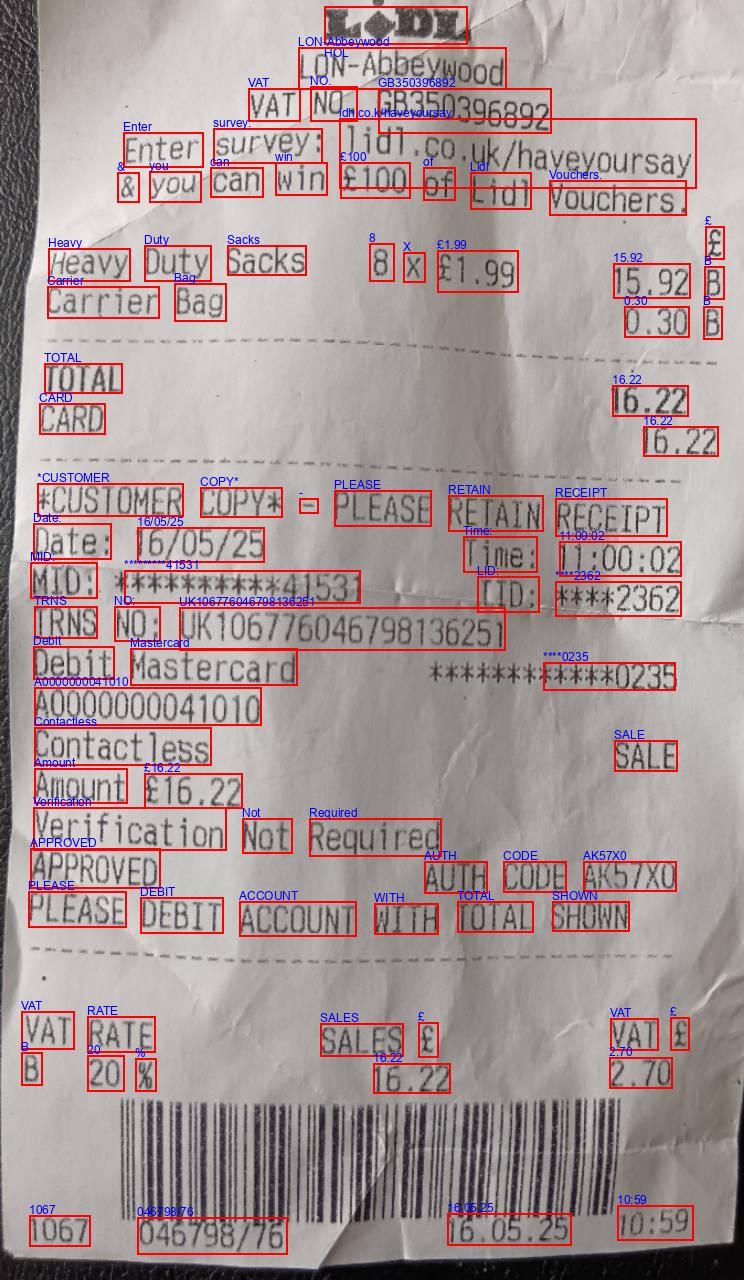 LIDL
LON-Abbeywood
VAT NO. GB350396892
Enter survey: lidl.co.uk/haveyoursay
& you can win £100 of Lidl Vouchers.
£
Heavy Duty Sacks 8 x £1.99 15.92 B
Carrier Bag 0.30 B
TOTAL 16.22
CARD 16.22
*CUSTOMER COPY* - PLEASE RETAIN RECEIPT
Date: 16/05/25 Time: 11:00:02
MID: **********41531 TID: ****2362
TRNS NO: UK106776046798136251
Debit Mastercard ************0235
A0000000041010
Contactless SALE
Amount £16.22
Verification Not Required
APPROVED AUTH CODE AK57X0
PLEASE DEBIT ACCOUNT WITH TOTAL SHOWN
VAT RATE SALES £ VAT £
B 20 % 16.22 2.70
1067 046798/76 16.05.25 10:59